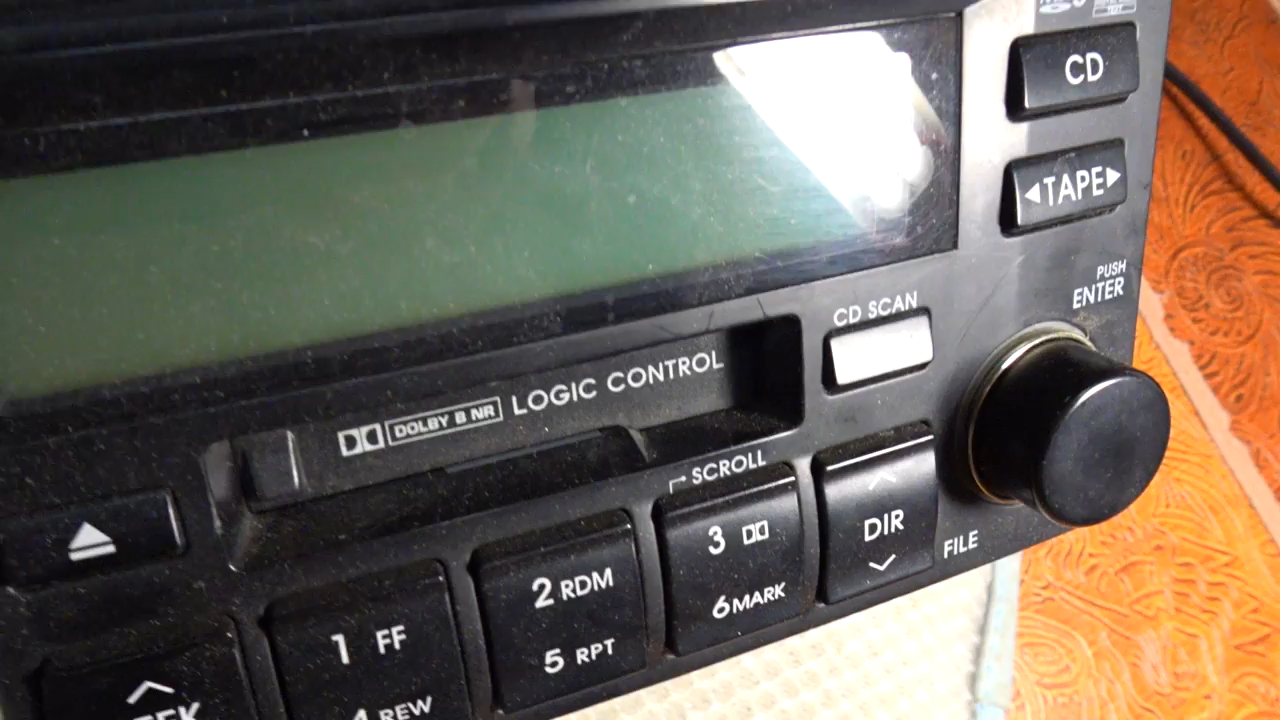 CD
◀TAPE▶
PUSH
ENTER
CD SCAN
DOLBY B NR LOGIC CONTROL
SCROLL
3
6 MARK
DIR
FILE
2 RDM
5 RPT
1 FF
4 REW